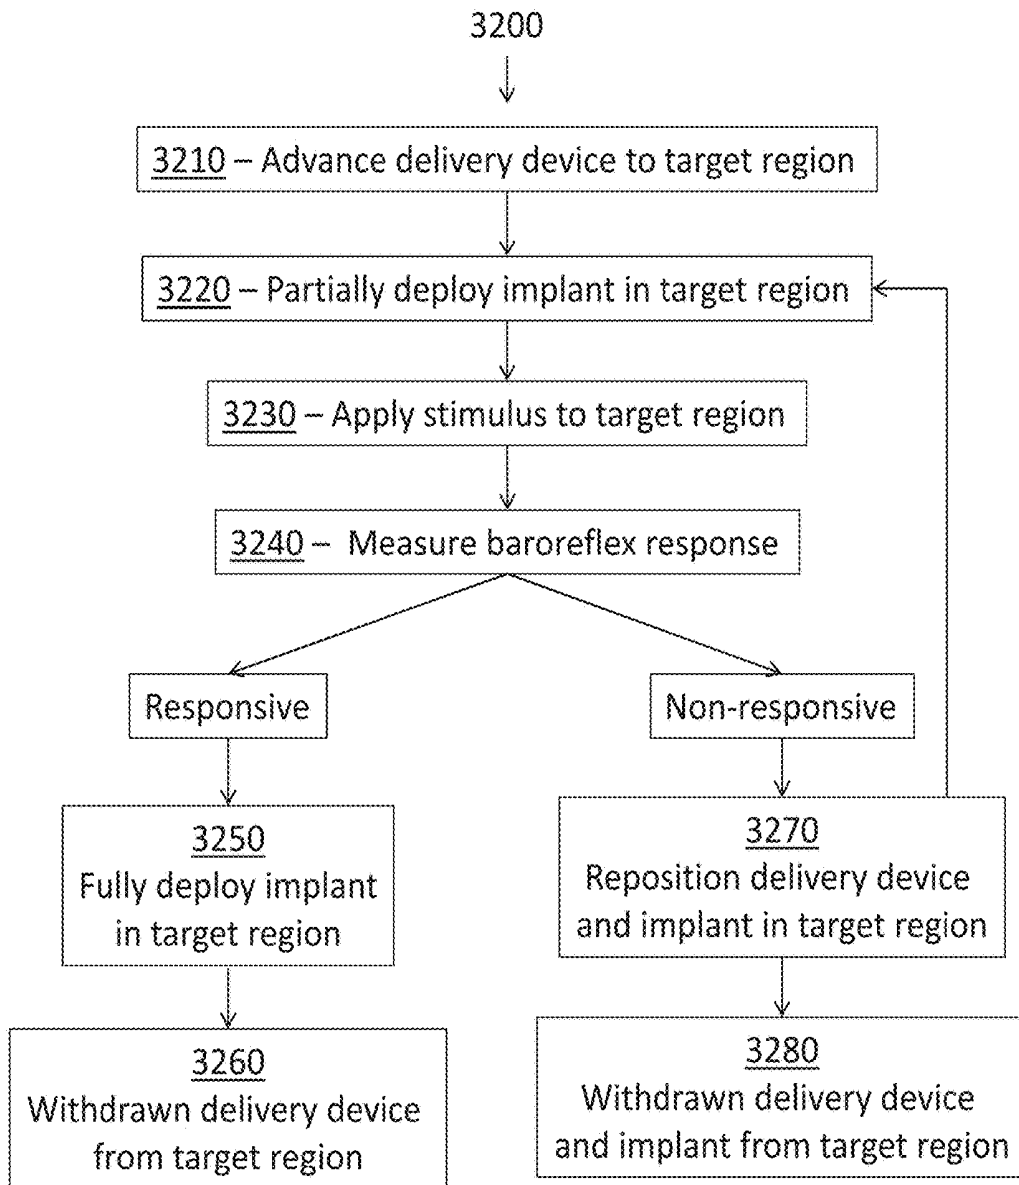 3200
3210 – Advance delivery device to target region
3220 – Partially deploy implant in target region
3230 – Apply stimulus to target region
3240 – Measure baroreflex response
Responsive
Non-responsive
3250
Fully deploy implant
in target region
3270
Reposition delivery device
and implant in target region
3260
Withdrawn delivery device
from target region
3280
Withdrawn delivery device
and implant from target region